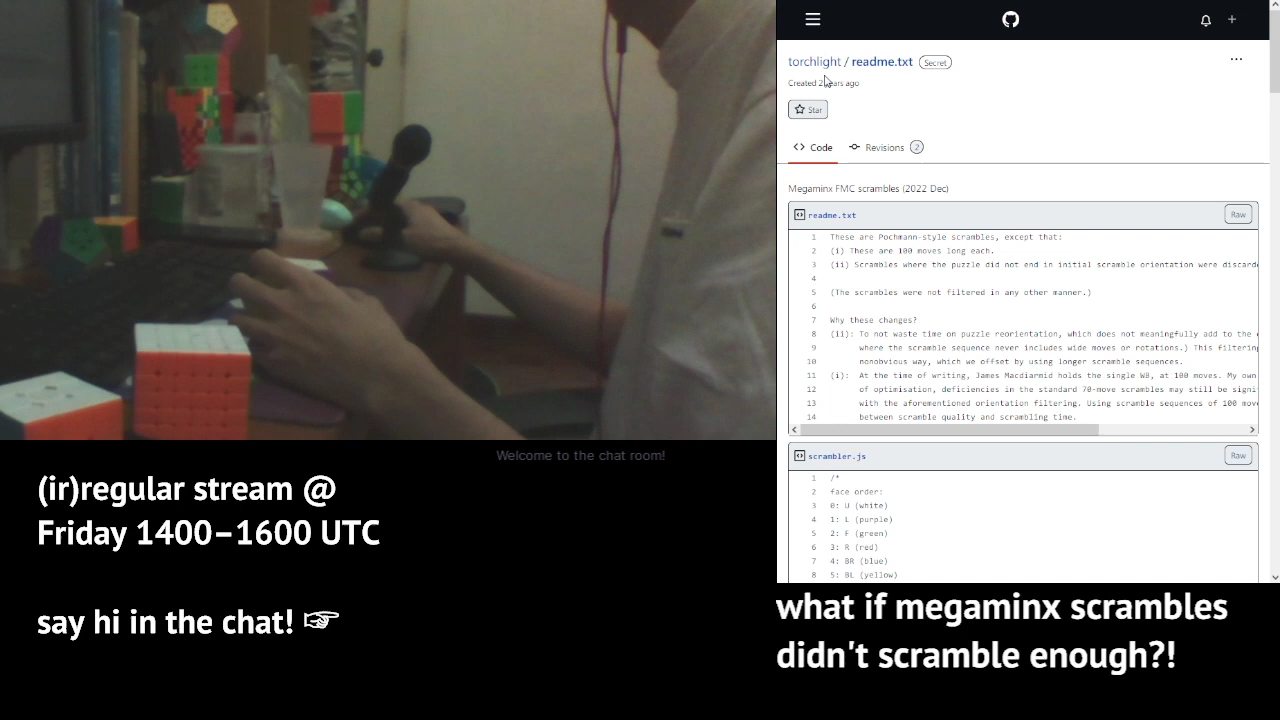 torchlight / readme.txt Secret
Created 2 years ago
Star
Code Revisions 2
Megaminx FMC scrambles (2022 Dec)
readme.txt Raw
1 These are Pochmann-style scrambles, except that:
2 (i) These are 100 moves long each.
3 (ii) Scrambles where the puzzle did not end in initial scramble orientation were discard
4
5 (The scrambles were not filtered in any other manner.)
6
7 Why these changes?
8 (ii): To not waste time on puzzle reorientation, which does not meaningfully add to the
9 where the scramble sequence never includes wide moves or rotations.) This filtering
10 nonobvious way, which we offset by using longer scramble sequences.
11 (i): At the time of writing, James Macdiarmid holds the single WB, at 100 moves. My own
12 of optimisation, deficiencies in the standard 70-move scrambles may still be signi
13 with the aforementioned orientation filtering. Using scramble sequences of 100 move
14 between scramble quality and scrambling time.
scrambler.js Raw
1 /*
2 face order:
3 0: U (white)
4 1: L (purple)
5 2: F (green)
6 3: R (red)
7 4: BR (blue)
8 5: BL (yellow)
Welcome to the chat room!
(ir)regular stream @
Friday 1400–1600 UTC
say hi in the chat! ☞
what if megaminx scrambles
didn't scramble enough?!